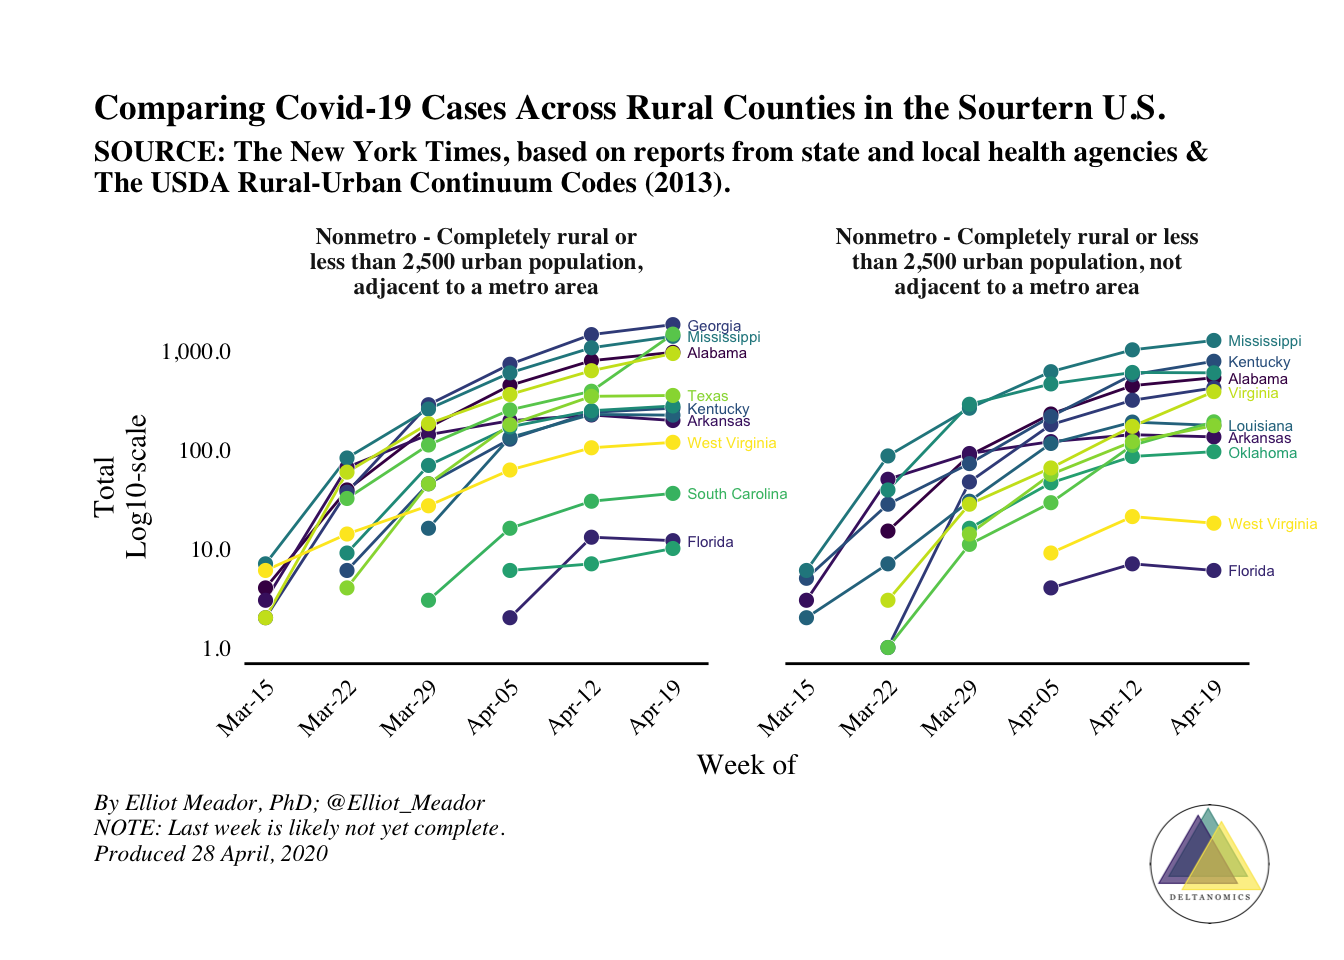 Comparing Covid-19 Cases Across Rural Counties in the Sourtern U.S.
SOURCE: The New York Times, based on reports from state and local health agencies &
The USDA Rural-Urban Continuum Codes (2013).
Nonmetro - Completely rural or
less than 2,500 urban population,
adjacent to a metro area
Nonmetro - Completely rural or less
than 2,500 urban population, not
adjacent to a metro area
Total
Log10-scale
1,000.0
100.0
10.0
1.0
Georgia
Mississippi
Alabama
Texas
Kentucky
Arkansas
West Virginia
South Carolina
Florida
Mississippi
Kentucky
Alabama
Virginia
Louisiana
Arkansas
Oklahoma
West Virginia
Florida
Mar-15
Mar-22
Mar-29
Apr-05
Apr-12
Apr-19
Mar-15
Mar-22
Mar-29
Apr-05
Apr-12
Apr-19
Week of
By Elliot Meador, PhD; @Elliot_Meador
NOTE: Last week is likely not yet complete.
Produced 28 April, 2020
DELTANOMICS